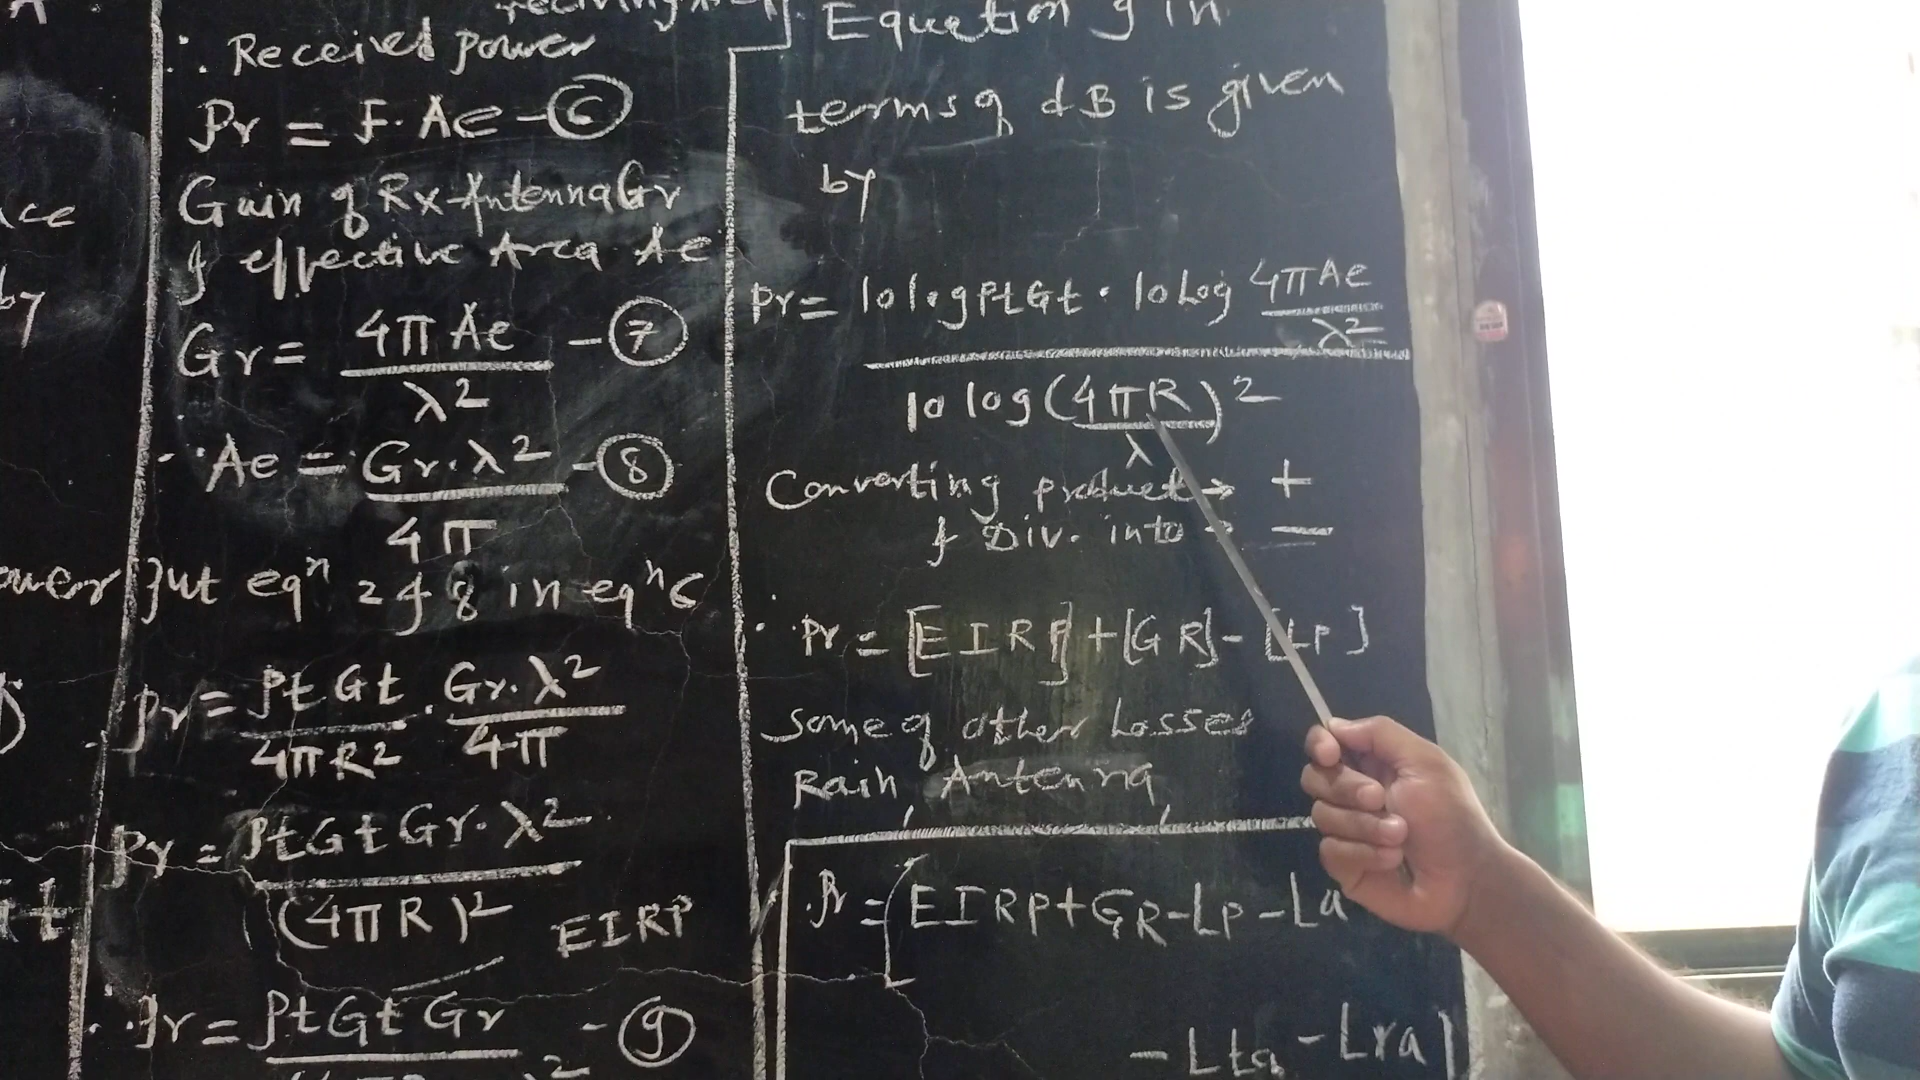 ∴ Received power
Pr = F. Ae - ⑥
Gain of Rx-Antenna Gr
& effective Area Ae
Gr = 4π Ae / λ2 - ⑦
∴ Ae = Gr. λ2 / 4π - ⑧
put eqn 2 & 8 in eqn 6
Pr = Pt Gt / 4πR2 . Gr. λ2 / 4π
Pr = Pt Gt Gr. λ2 / (4πR)2
EIRP
∴ Pr = Pt Gt Gr - ⑨
Equation 9 in
terms of dB is given
by
Pr = 10 log Pt Gt . 10 Log 4π Ae / λ2
10 log (4πR / λ)2
Converting product → +
& Div. into → -
∴ Pr = [EIRP] + [GR] - [LP]
Some of other Losses
Rain, Antenna,
Pr = [EIRP + GR - LP - La
- Lta - Lra]